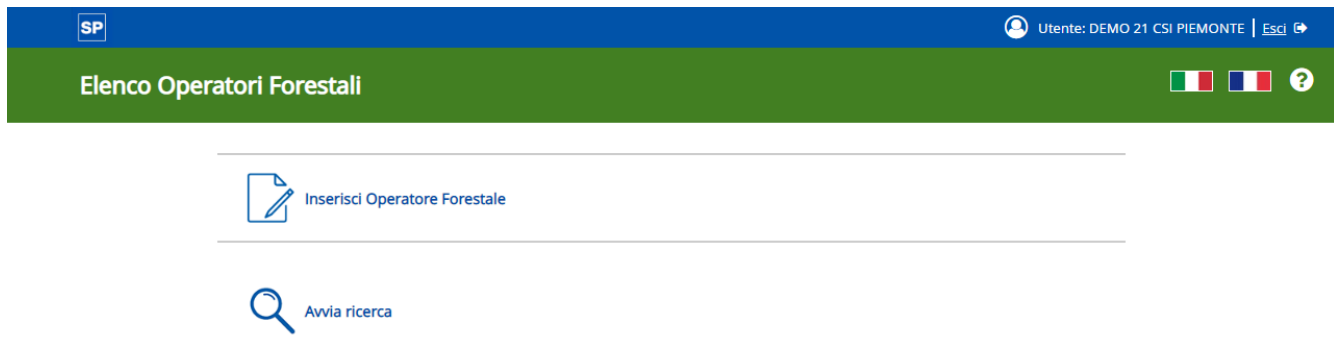 SP
Utente: DEMO 21 CSI PIEMONTE | Esci
Elenco Operatori Forestali
?
Inserisci Operatore Forestale
Avvia ricerca